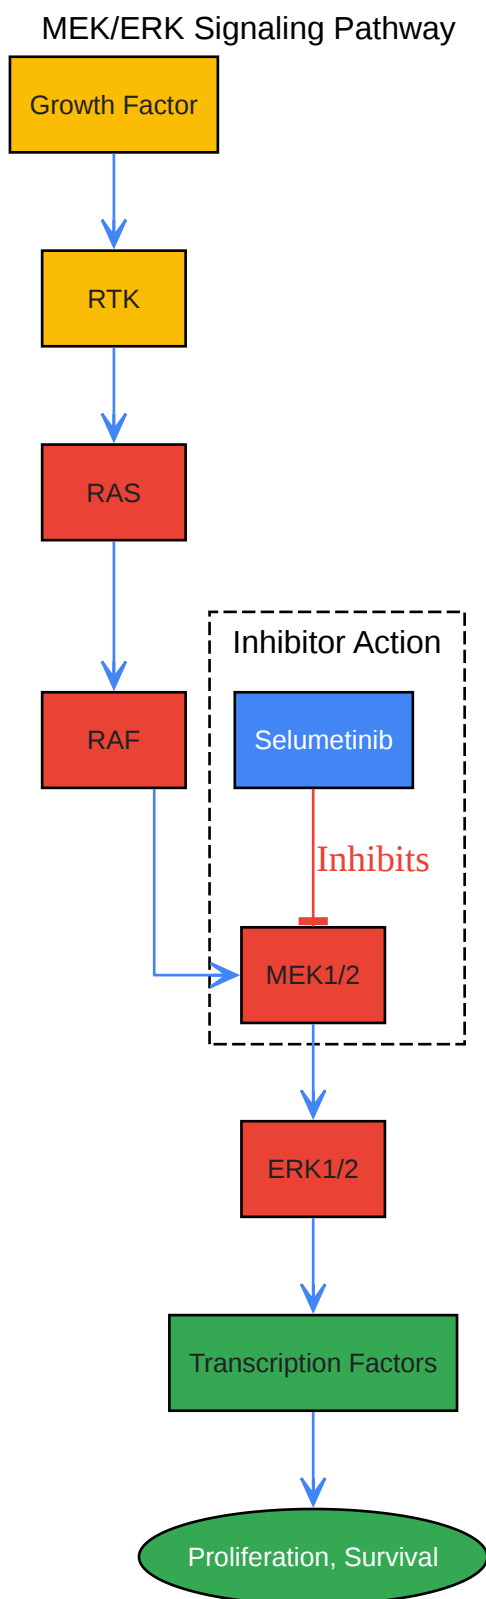 MEK/ERK Signaling Pathway
Growth Factor
RTK
RAS
Inhibitor Action
RAF
Selumetinib
Inhibits
MEK1/2
ERK1/2
Transcription Factors
Proliferation, Survival